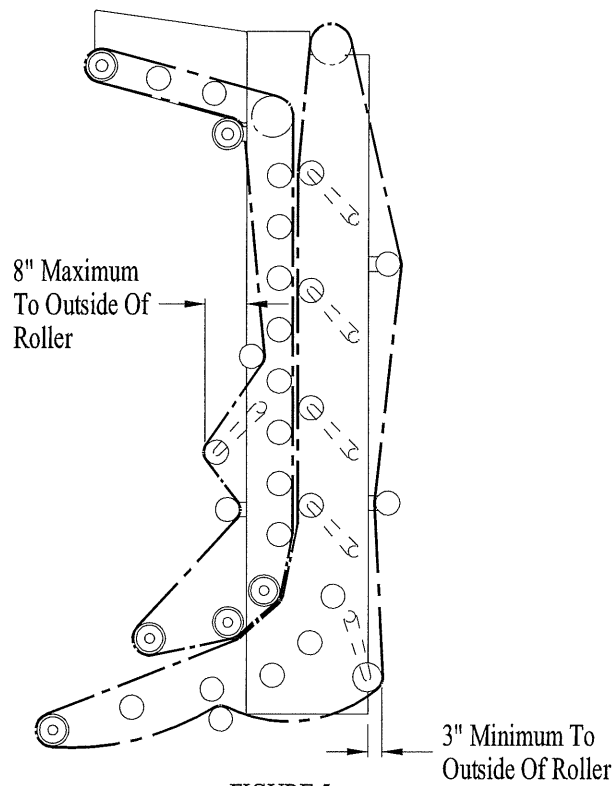 8" Maximum
To Outside Of
Roller
3" Minimum To
Outside Of Roller